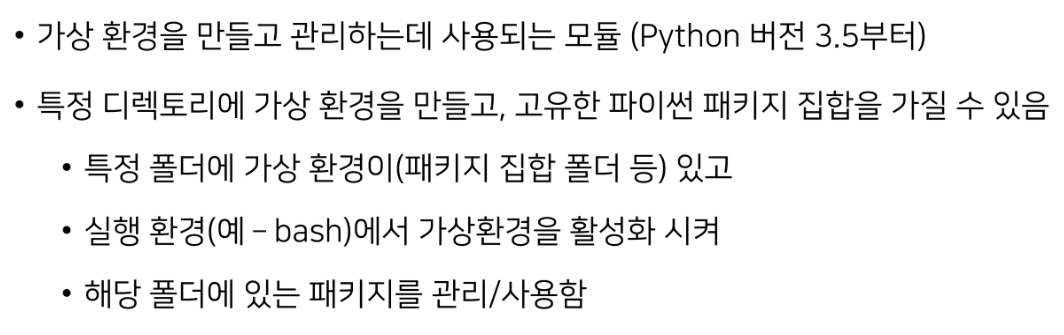 • 가상 환경을 만들고 관리하는데 사용되는 모듈 (Python 버전 3.5부터)
• 특정 디렉토리에 가상 환경을 만들고, 고유한 파이썬 패키지 집합을 가질 수 있음
• 특정 폴더에 가상 환경이(패키지 집합 폴더 등) 있고
• 실행 환경(예 – bash)에서 가상환경을 활성화 시켜
• 해당 폴더에 있는 패키지를 관리/사용함